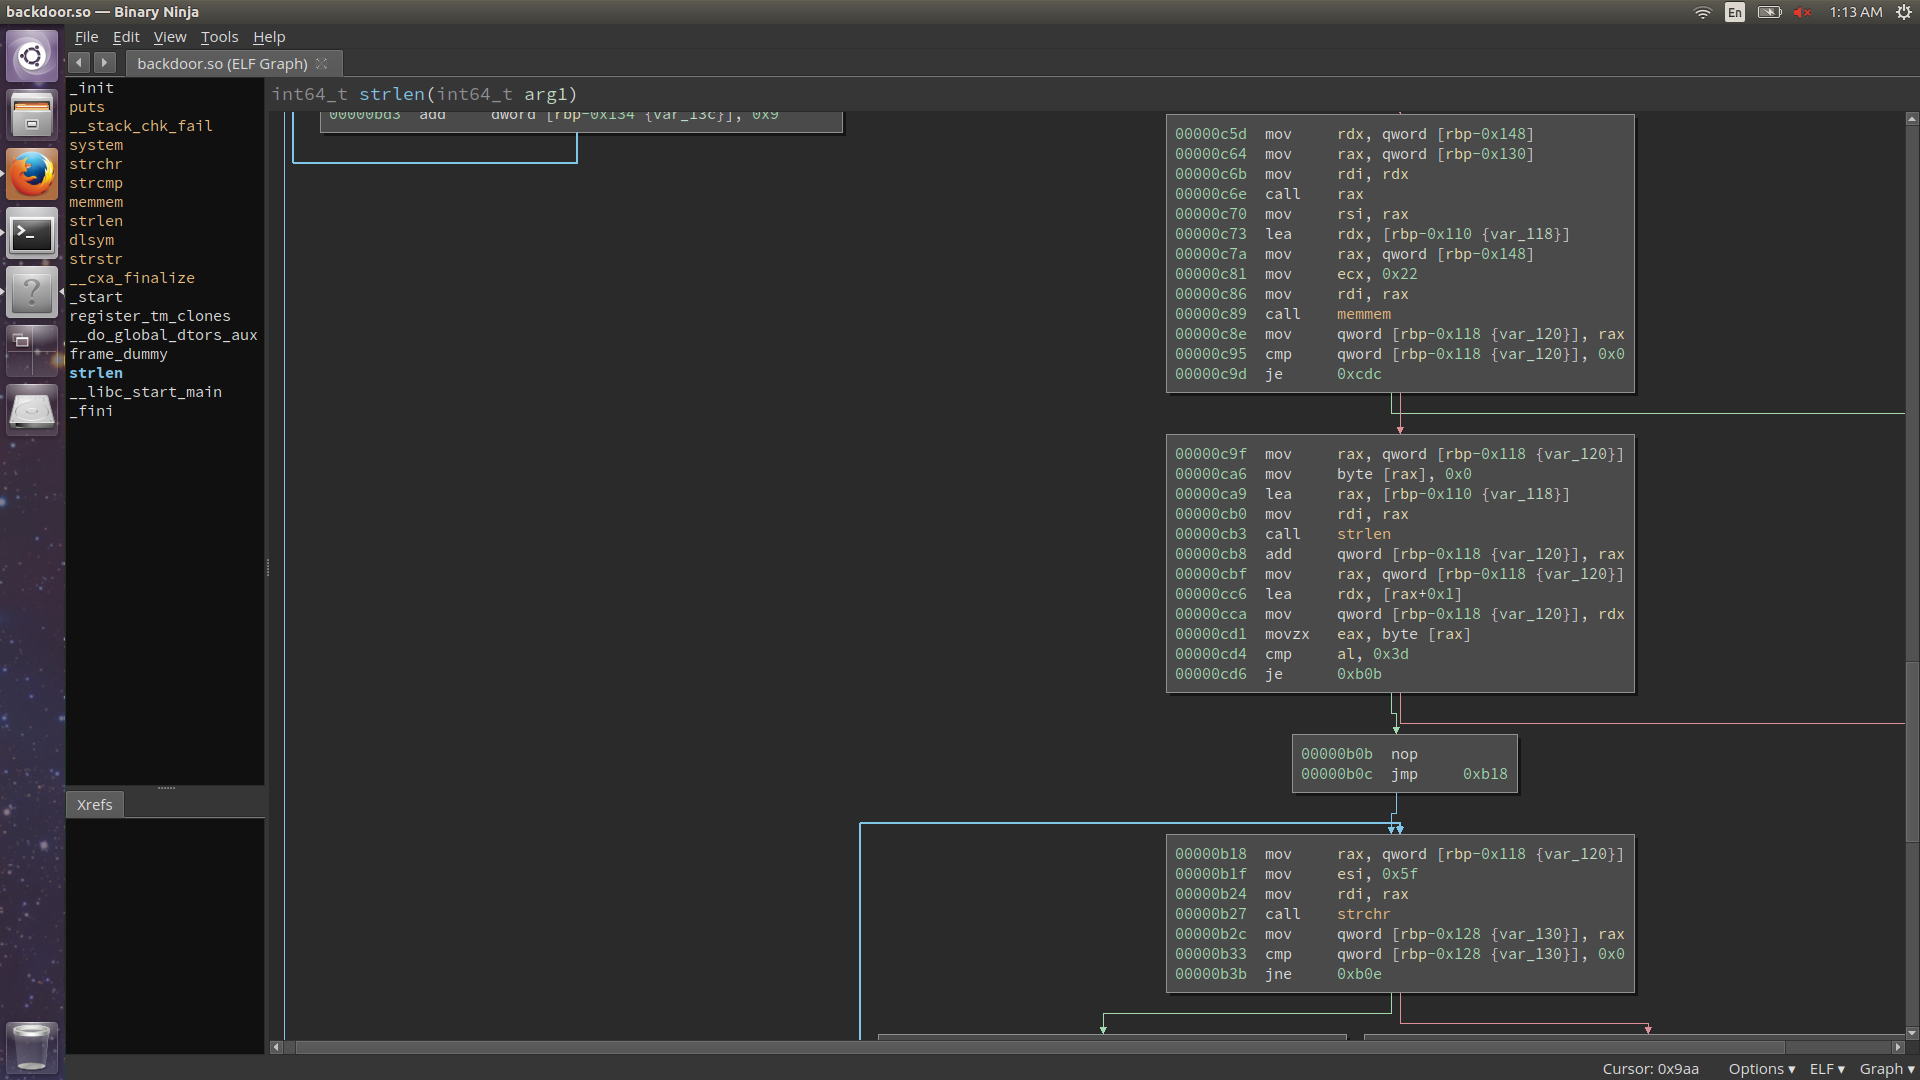 backdoor.so — Binary Ninja
En
1:13 AM
File Edit View Tools Help
backdoor.so (ELF Graph)
_init
puts
__stack_chk_fail
system
strchr
strcmp
memmem
strlen
dlsym
strstr
__cxa_finalize
_start
register_tm_clones
__do_global_dtors_aux
frame_dummy
strlen
__libc_start_main
_fini
Xrefs
int64_t strlen(int64_t arg1)
00000bd3 add dword [rbp-0x134 {var_13c}], 0x9
00000c5d mov rdx, qword [rbp-0x148]
00000c64 mov rax, qword [rbp-0x130]
00000c6b mov rdi, rdx
00000c6e call rax
00000c70 mov rsi, rax
00000c73 lea rdx, [rbp-0x110 {var_118}]
00000c7a mov rax, qword [rbp-0x148]
00000c81 mov ecx, 0x22
00000c86 mov rdi, rax
00000c89 call memmem
00000c8e mov qword [rbp-0x118 {var_120}], rax
00000c95 cmp qword [rbp-0x118 {var_120}], 0x0
00000c9d je 0xcdc
00000c9f mov rax, qword [rbp-0x118 {var_120}]
00000ca6 mov byte [rax], 0x0
00000ca9 lea rax, [rbp-0x110 {var_118}]
00000cb0 mov rdi, rax
00000cb3 call strlen
00000cb8 add qword [rbp-0x118 {var_120}], rax
00000cbf mov rax, qword [rbp-0x118 {var_120}]
00000cc6 lea rdx, [rax+0x1]
00000cca mov qword [rbp-0x118 {var_120}], rdx
00000cd1 movzx eax, byte [rax]
00000cd4 cmp al, 0x3d
00000cd6 je 0xb0b
00000b0b nop
00000b0c jmp 0xb18
00000b18 mov rax, qword [rbp-0x118 {var_120}]
00000b1f mov esi, 0x5f
00000b24 mov rdi, rax
00000b27 call strchr
00000b2c mov qword [rbp-0x128 {var_130}], rax
00000b33 cmp qword [rbp-0x128 {var_130}], 0x0
00000b3b jne 0xb0e
Cursor: 0x9aa Options ▾ ELF ▾ Graph ▾